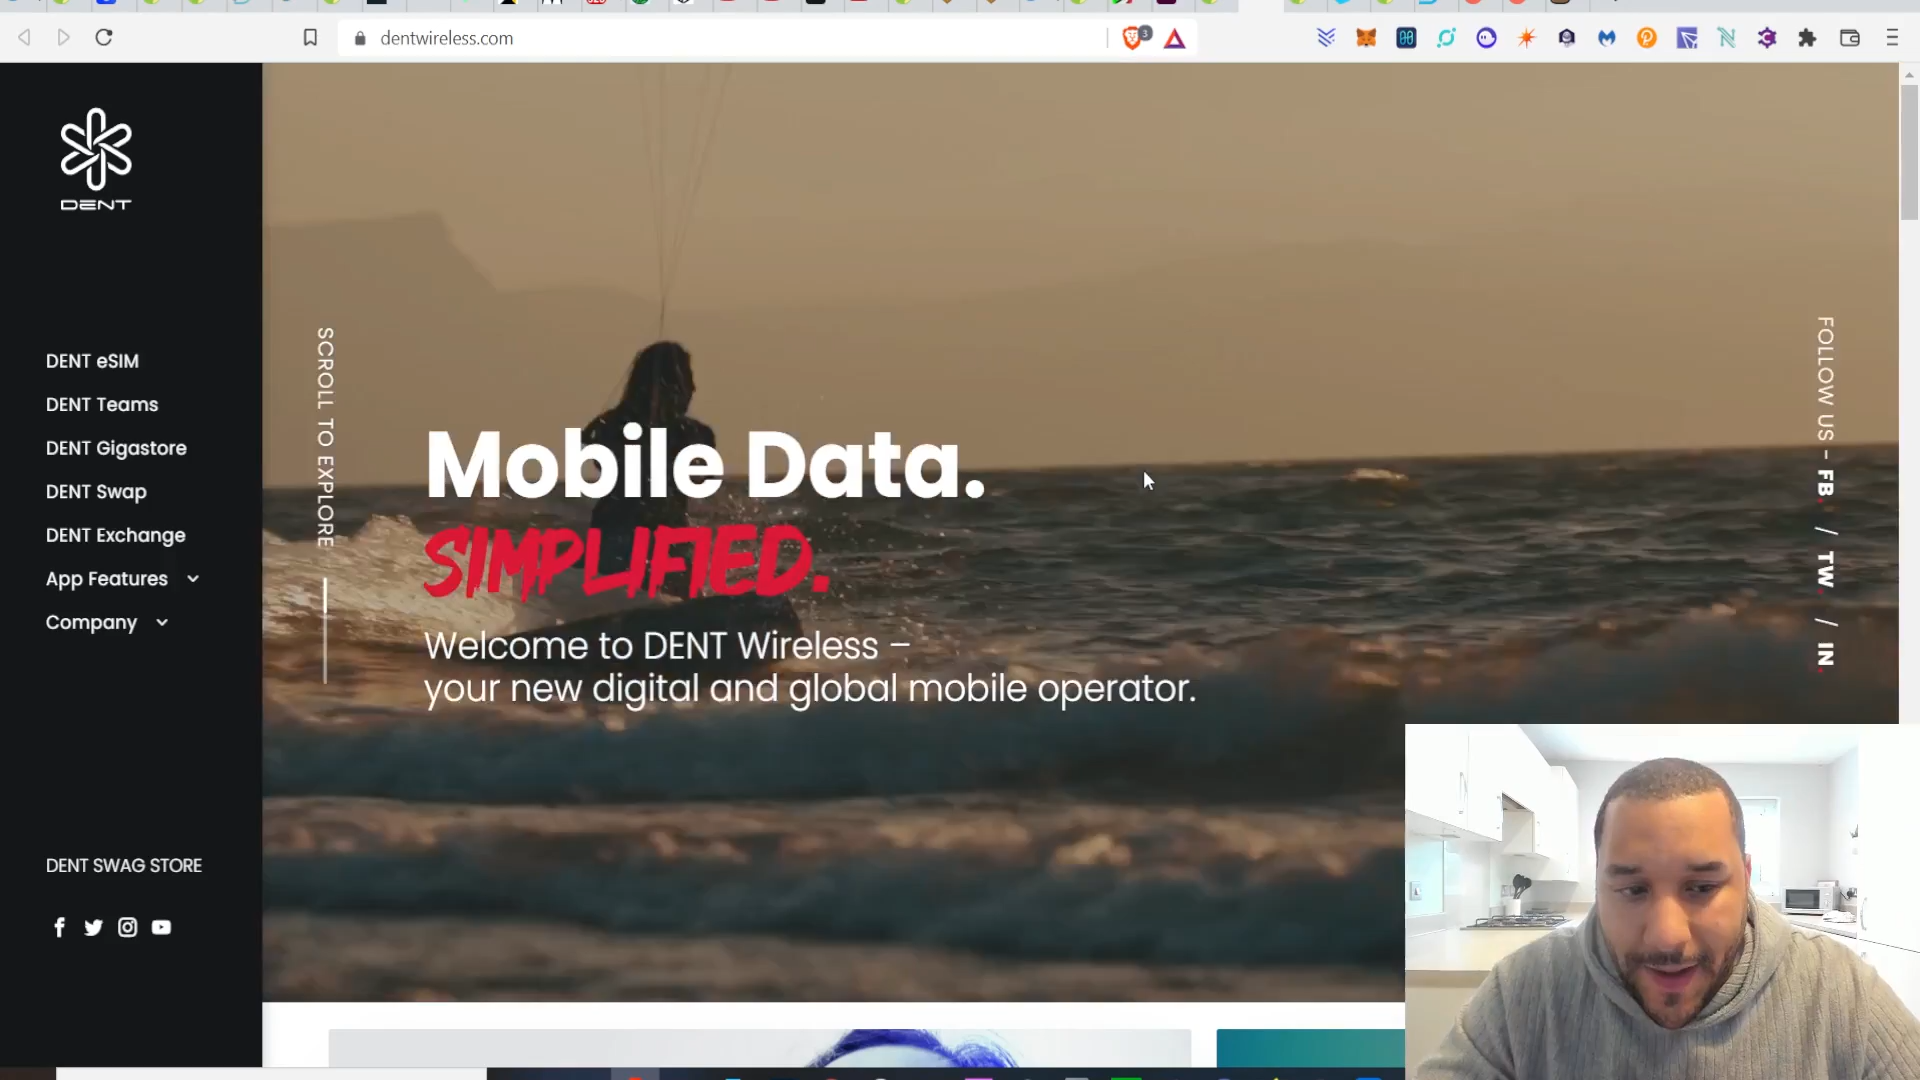 dentwireless.com
3
DENT
DENT eSIM
DENT Teams
DENT Gigastore
DENT Swap
DENT Exchange
App Features
Company
DENT SWAG STORE
SCROLL TO EXPLORE
Mobile Data.
SIMPLIFIED.
Welcome to DENT Wireless –
your new digital and global mobile operator.
FOLLOW US – FB. / TW. / IN.